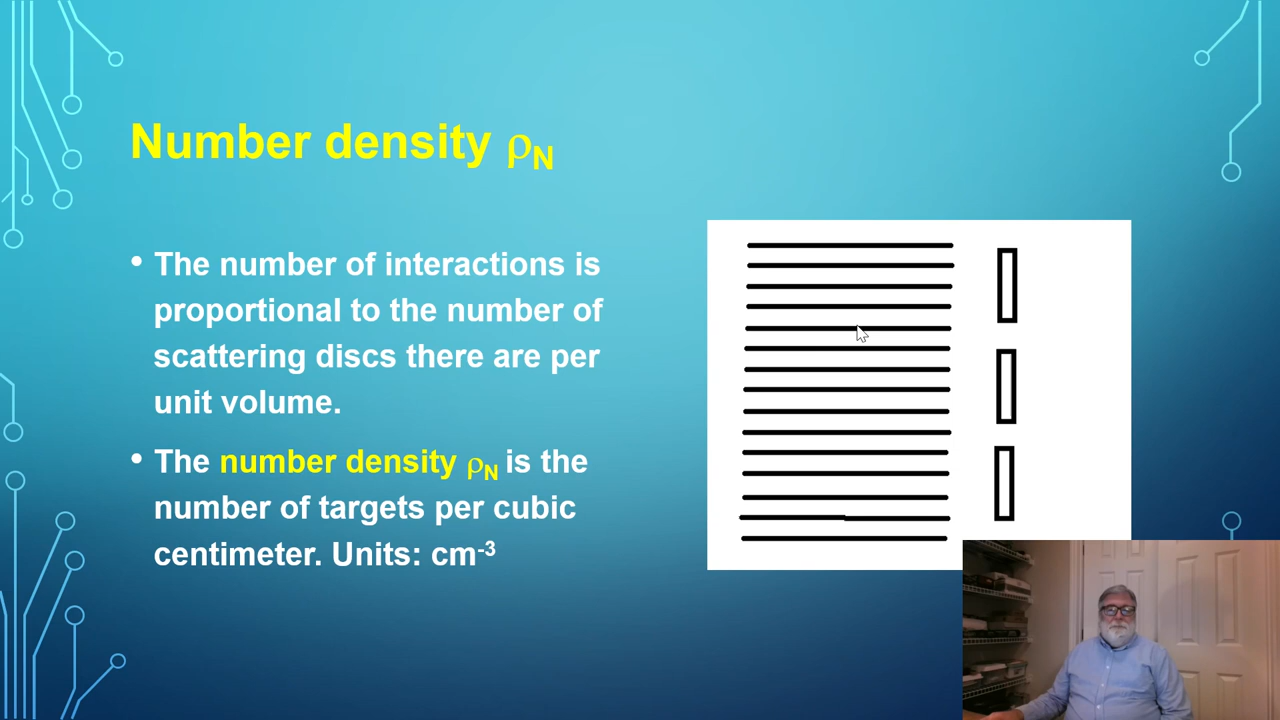 Number density ρN
• The number of interactions is
proportional to the number of
scattering discs there are per
unit volume.
• The number density ρN is the
number of targets per cubic
centimeter. Units: cm-3